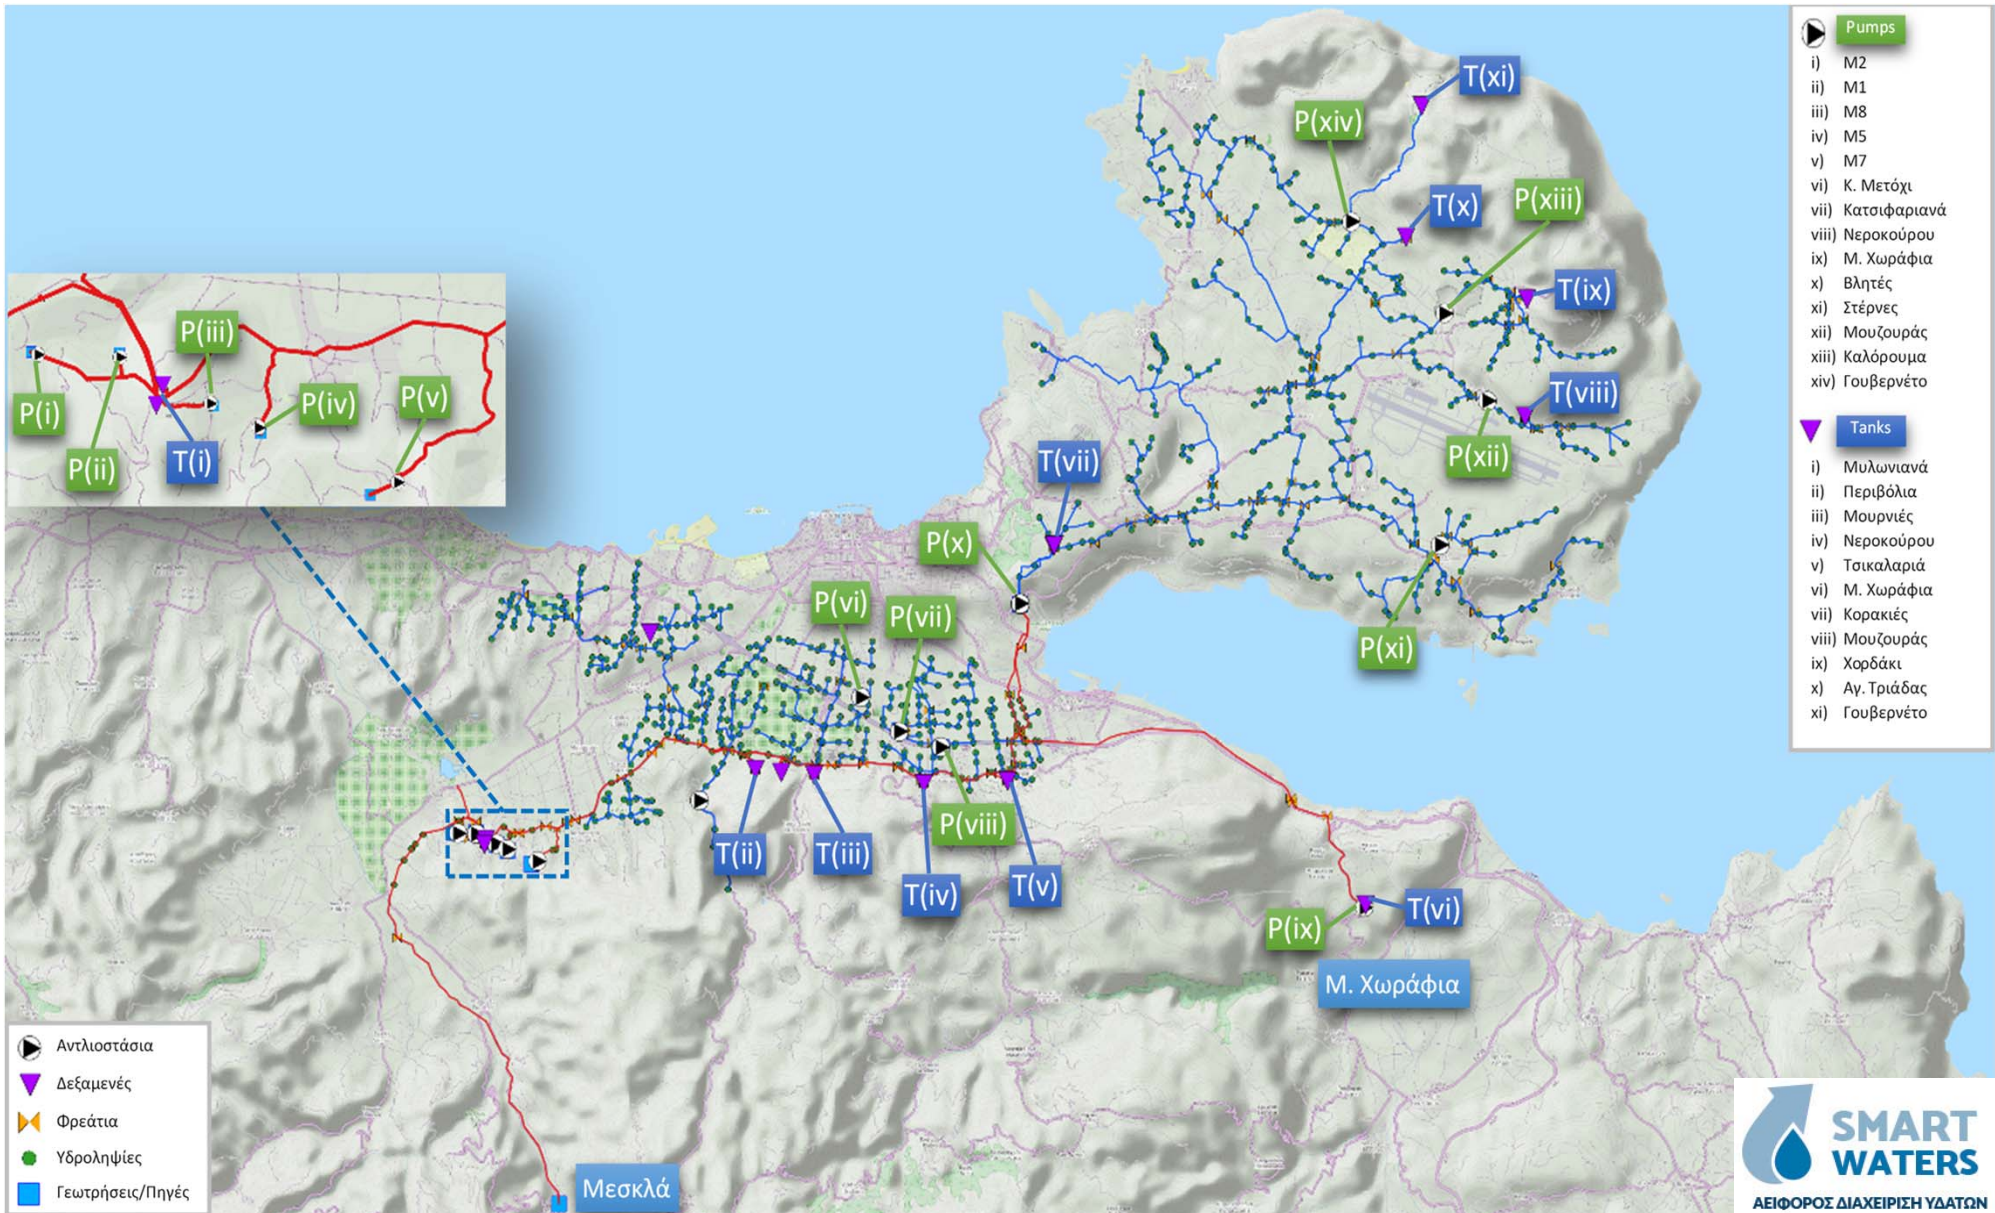 T(xi)
P(xiv)
T(x)
P(xiii)
T(ix)
T(viii)
P(xii)
T(vii)
P(x)
P(xi)
P(vi)
P(vii)
P(viii)
T(ii)
T(iii)
T(iv)
T(v)
P(ix)
T(vi)
Μ. Χωράφια
Μεσκλά
P(iii)
P(i)
P(iv)
P(v)
P(ii)
T(i)
Pumps
i) M2
ii) M1
iii) M8
iv) M5
v) M7
vi) Κ. Μετόχι
vii) Κατσιφαριανά
viii) Νεροκούρου
ix) Μ. Χωράφια
x) Βλητές
xi) Στέρνες
xii) Μουζουράς
xiii) Καλόρουμα
xiv) Γουβερνέτο
Tanks
i) Μυλωνιανά
ii) Περιβόλια
iii) Μουρνιές
iv) Νεροκούρου
v) Τσικαλαριά
vi) Μ. Χωράφια
vii) Κορακιές
viii) Μουζουράς
ix) Χορδάκι
x) Αγ. Τριάδας
xi) Γουβερνέτο
Αντλιοστάσια
Δεξαμενές
Φρεάτια
Υδροληψίες
Γεωτρήσεις/Πηγές
SMART
WATERS
ΑΕΙΦΟΡΟΣ ΔΙΑΧΕΙΡΙΣΗ ΥΔΑΤΩΝ